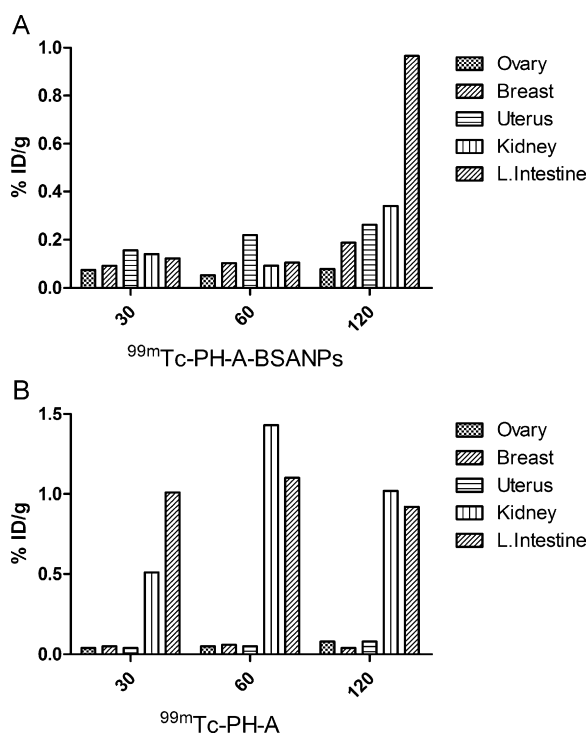 A
1.0
0.8
0.6
0.4
0.2
0.0
% ID/g
30
60
120
Ovary
Breast
Uterus
Kidney
L.Intestine
99mTc-PH-A-BSANPs
B
1.5
1.0
0.5
0.0
% ID/g
30
60
120
Ovary
Breast
Uterus
Kidney
L.Intestine
99mTc-PH-A